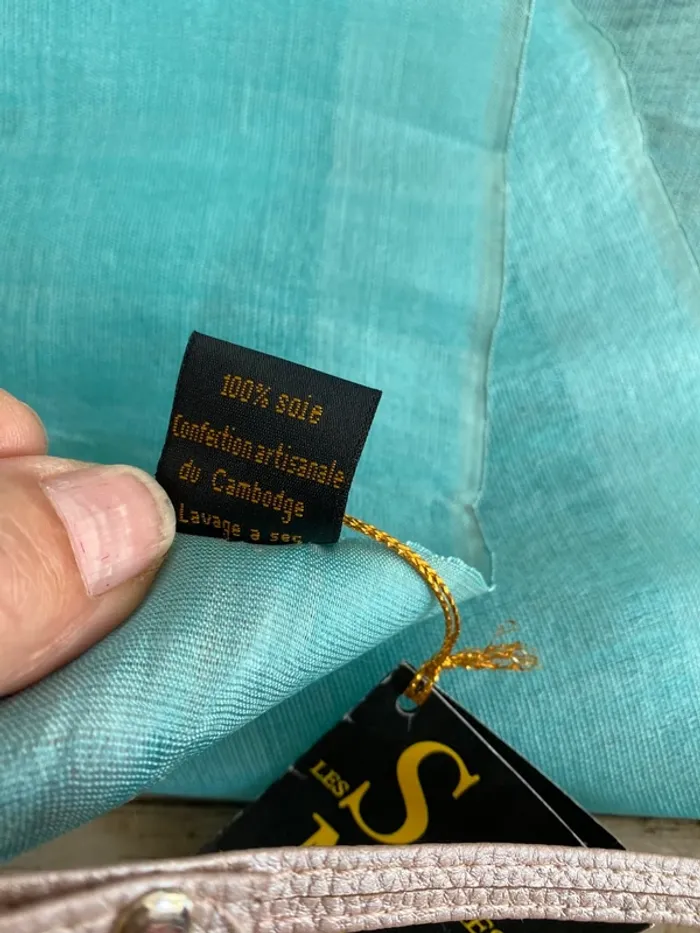 100% soie
Confection artisanale
du Cambodge
Lavage a sec
LES
S